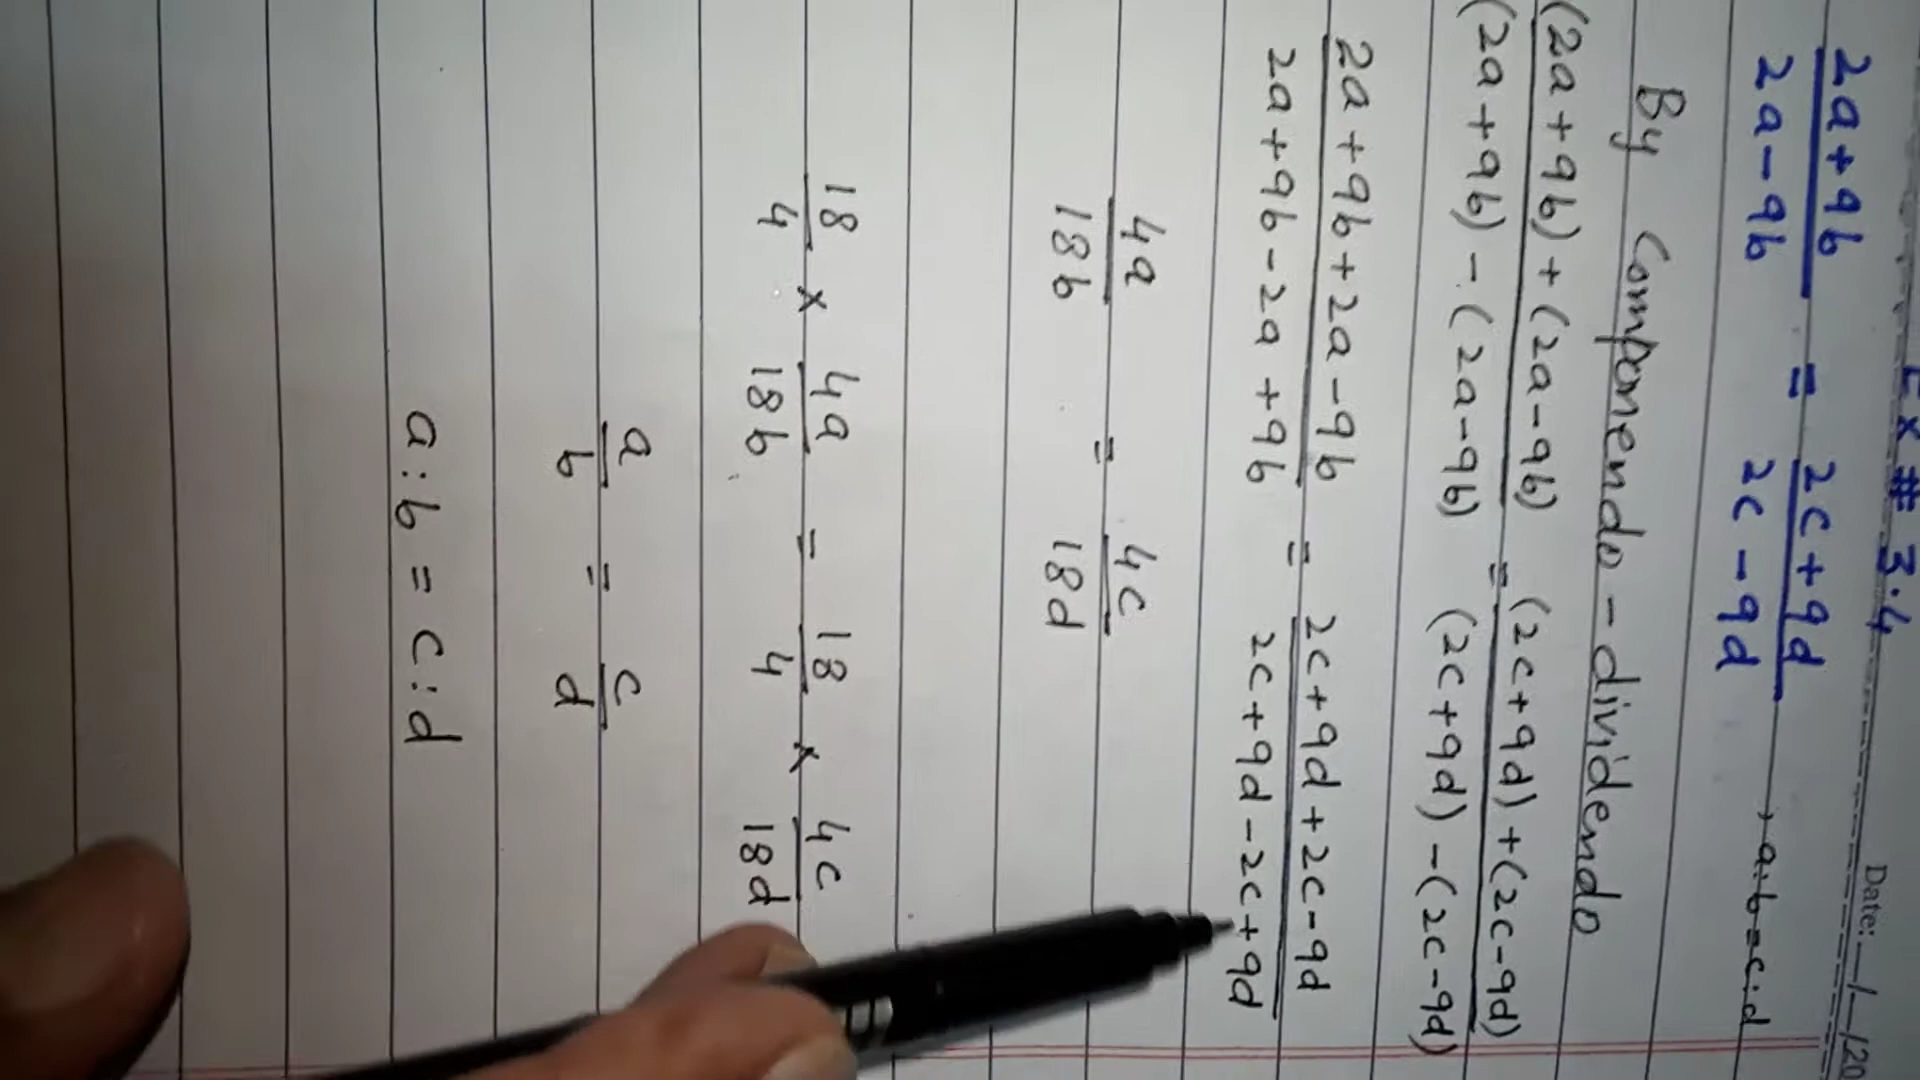 Date: __/__/20
Ex # 3.4
(2a+9b)/(2a-9b) = (2c+9d)/(2c-9d) → a:b=c:d
By Componendo - dividendo
((2a+9b)+(2a-9b))/((2a+9b)-(2a-9b)) = ((2c+9d)+(2c-9d))/((2c+9d)-(2c-9d))
(2a+9b+2a-9b)/(2a+9b-2a+9b) = (2c+9d+2c-9d)/(2c+9d-2c+9d)
4a/18b = 4c/18d
18/4 × 4a/18b = 18/4 × 4c/18d
a/b = c/d
a:b = c:d